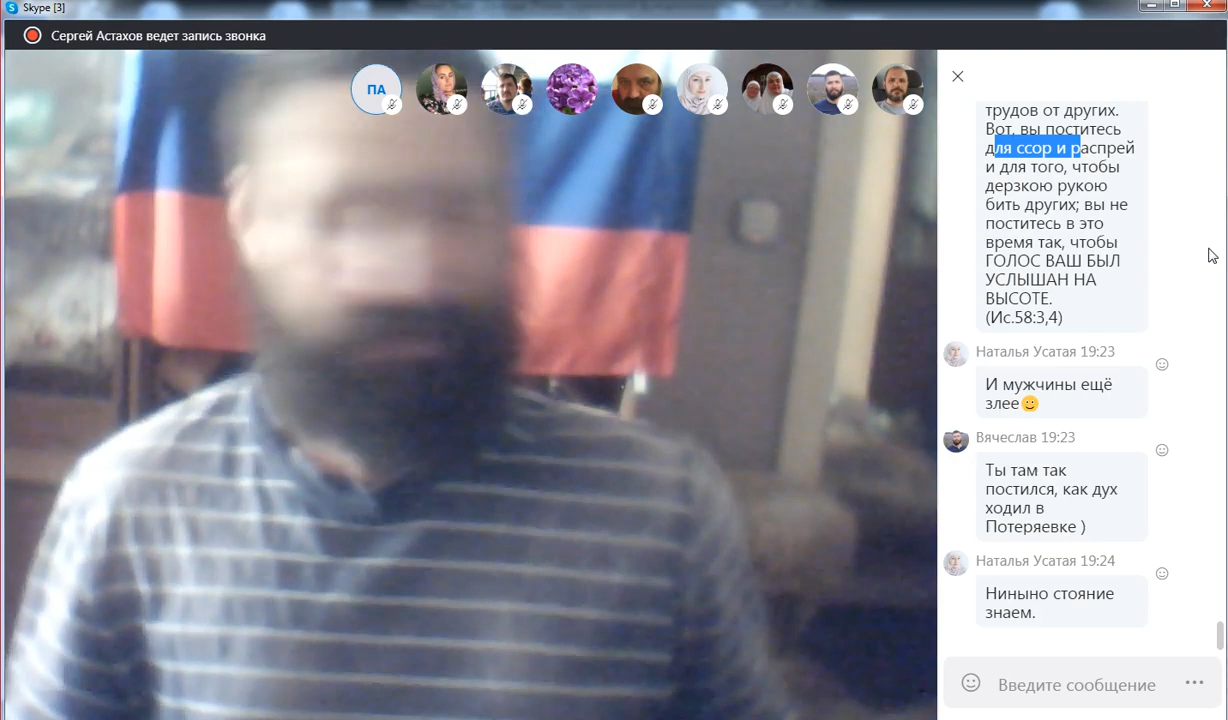 Skype [3]
Сергей Астахов ведет запись звонка
ПА
трудов от других.
Вот, вы поститесь
для ссор и распрей
и для того, чтобы
дерзкою рукою
бить других; вы не
поститесь в это
время так, чтобы
ГОЛОС ВАШ БЫЛ
УСЛЫШАН НА
ВЫСОТЕ.
(Ис.58:3,4)
Наталья Усатая 19:23
И мужчины ещё
злее🙂
Вячеслав 19:23
Ты там так
постился, как дух
ходил в
Потеряевке )
Наталья Усатая 19:24
Ниныно стояние
знаем.
Введите сообщение